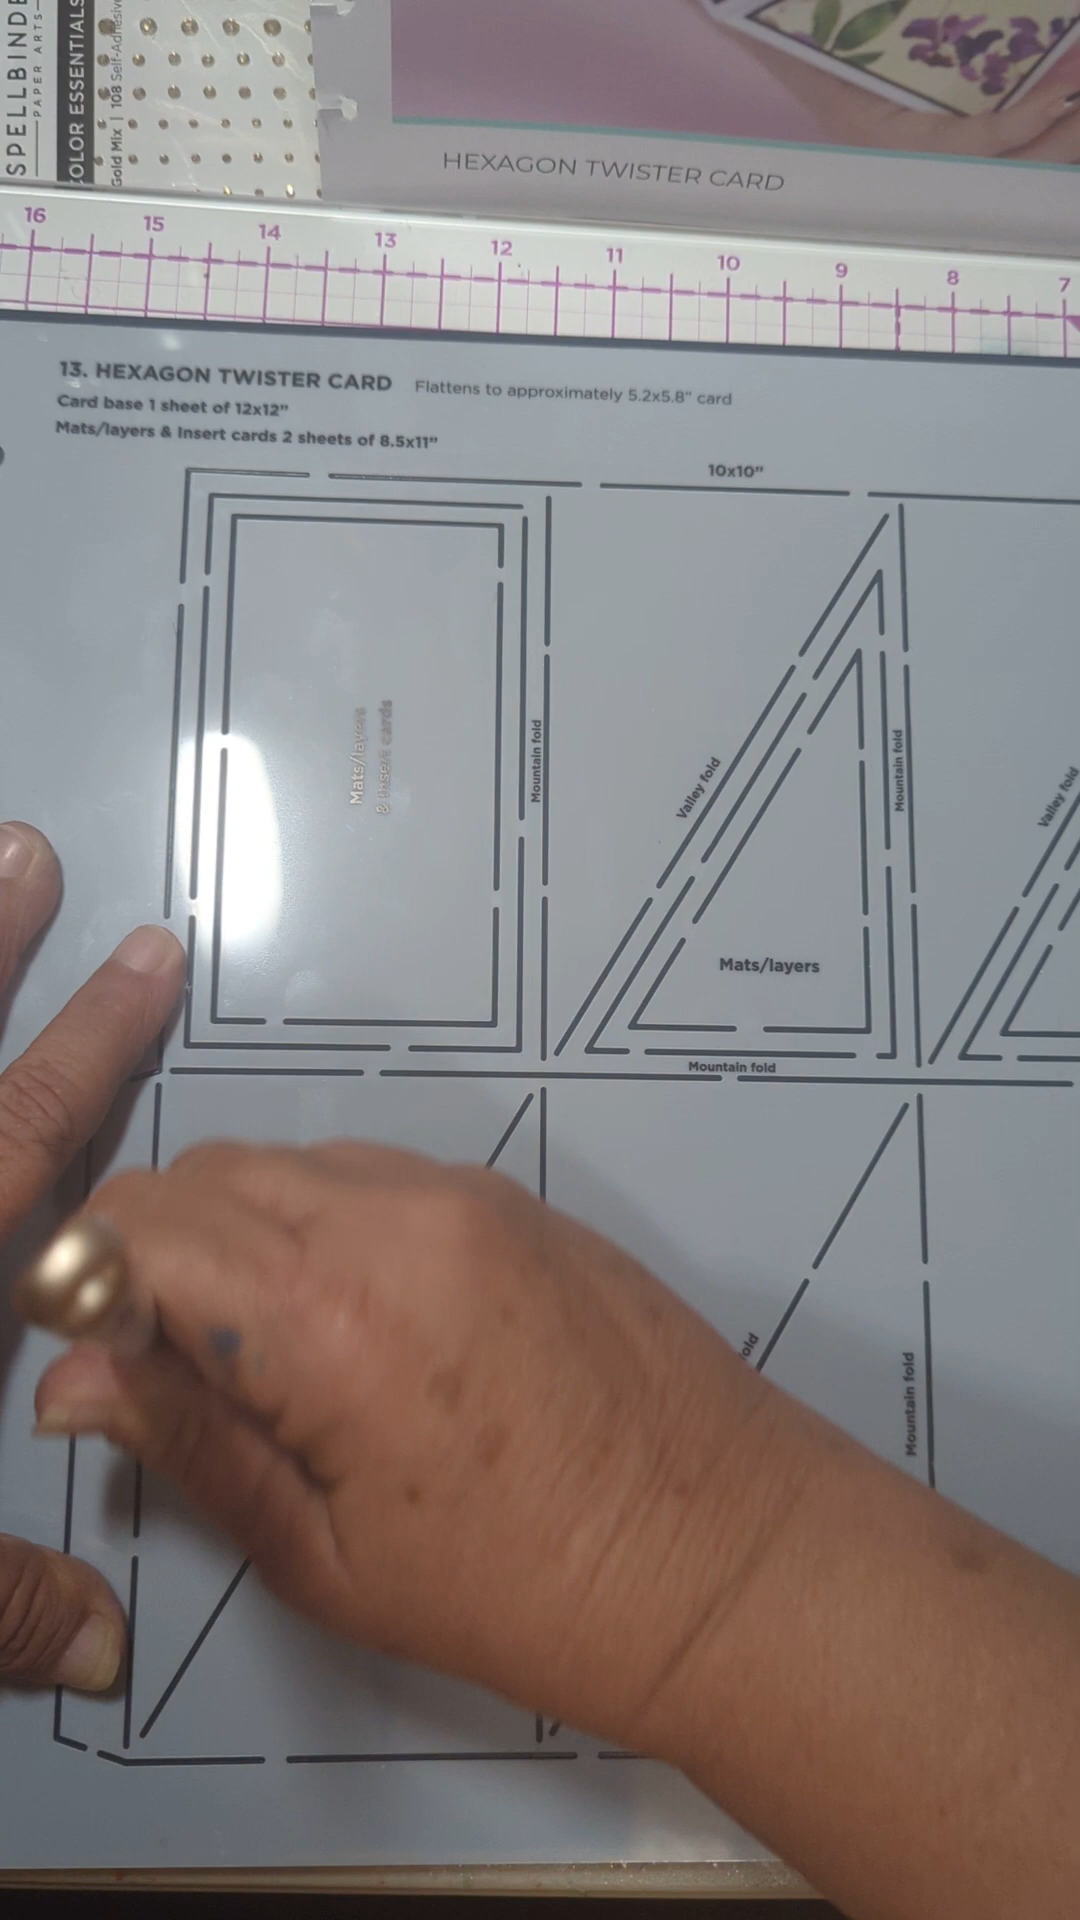 SPELLBINDE
PAPER ARTS
COLOR ESSENTIALS
Gold Mix | 108 Self-Adhesive
HEXAGON TWISTER CARD
16 15 14 13 12 11 10 9 8 7
13. HEXAGON TWISTER CARD Flattens to approximately 5.2x5.8" card
Card base 1 sheet of 12x12"
Mats/layers & Insert cards 2 sheets of 8.5x11"
10x10"
Mats/layers
& Insert cards
Mountain fold
Valley fold
Mountain fold
Valley fold
Mats/layers
Mountain fold
fold
Mountain fold